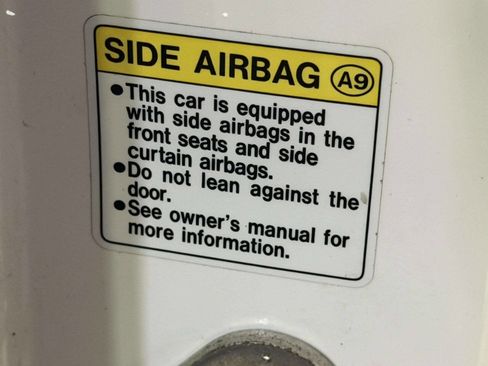 SIDE AIRBAG A9
●This car is equipped
with side airbags in the
front seats and side
curtain airbags.
●Do not lean against the
door.
●See owner's manual for
more information.